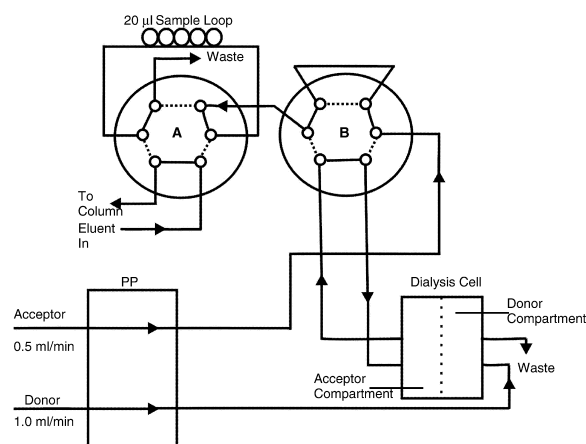 20 µl Sample Loop
Waste
A
B
To
Column
Eluent
In
PP
Dialysis Cell
Acceptor
0.5 ml/min
Donor
Compartment
Waste
Acceptor
Compartment
Donor
1.0 ml/min